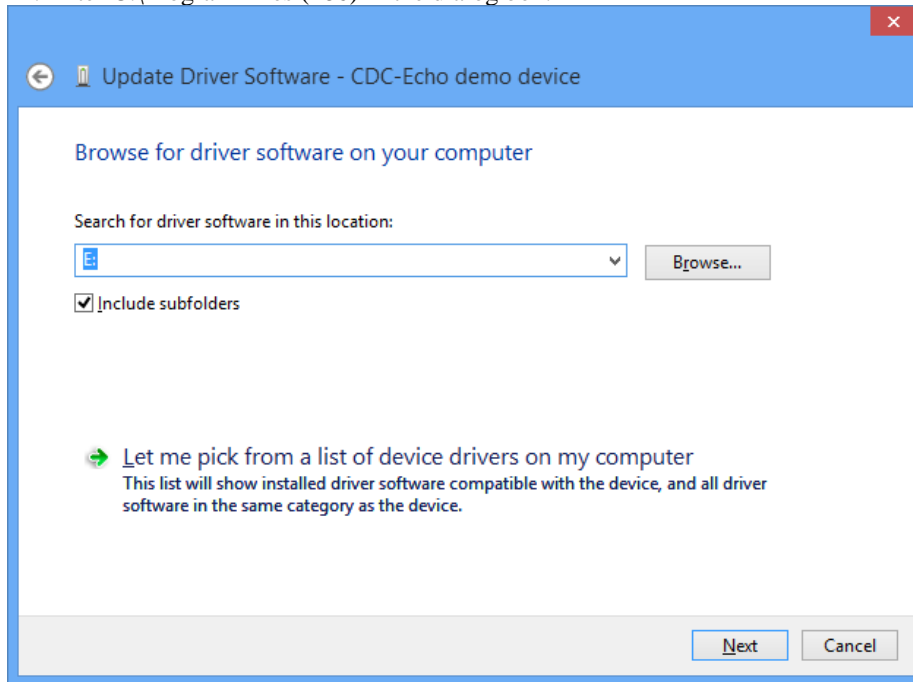 Update Driver Software - CDC-Echo demo device
Browse for driver software on your computer
Search for driver software in this location:
E:
Browse...
Include subfolders
Let me pick from a list of device drivers on my computer
This list will show installed driver software compatible with the device, and all driver
software in the same category as the device.
Next
Cancel